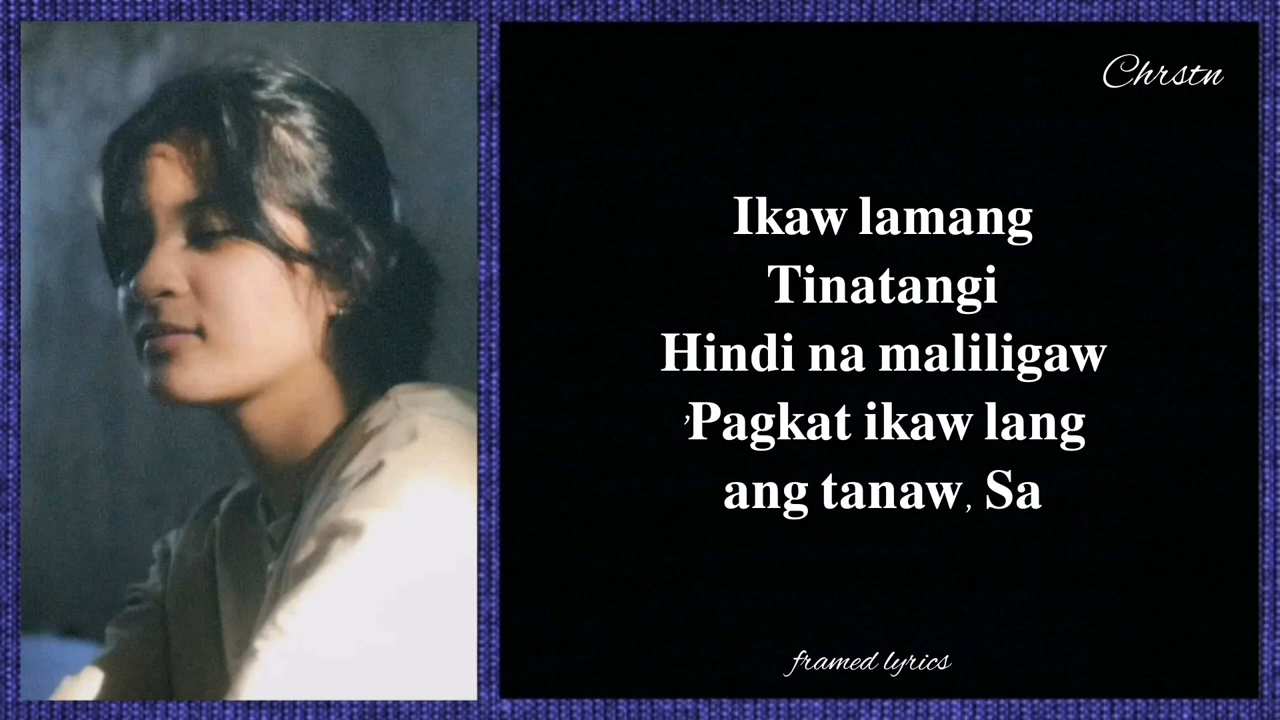 Chrstn
Ikaw lamang
Tinatangi
Hindi na maliligaw
’Pagkat ikaw lang
ang tanaw, Sa
framed lyrics